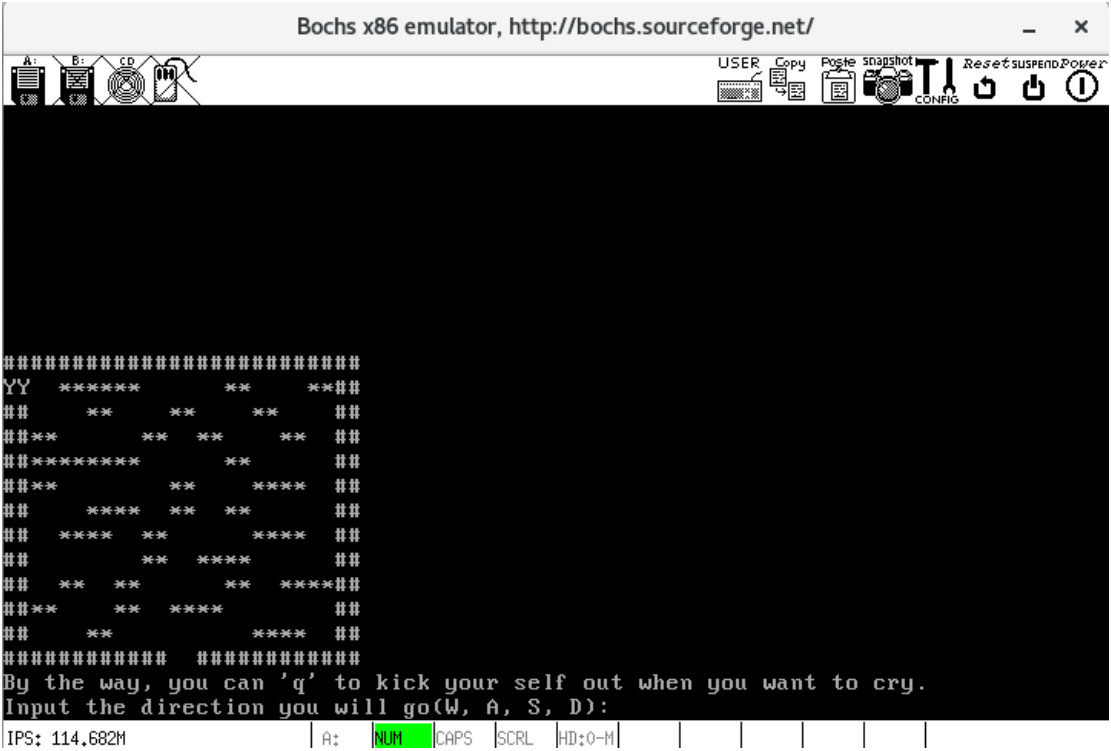 Bochs x86 emulator, http://bochs.sourceforge.net/
A: B: CD USER Copy Paste snapshot CONFIG Reset SUSPEND Power
##########################
YY  ******      **    **##
##    **    **    **    ##
##**      **  **    **  ##
##********      **      ##
##**        **    ****  ##
##    ****  **  **      ##
##  ****  **      ****  ##
##        **  ****      ##
##  **  **      **  ****##
##**    **  ****        ##
##    **          ****  ##
############  ############
By the way, you can 'q' to kick your self out when you want to cry.
Input the direction you will go(W, A, S, D):
IPS: 114.682M A: NUM CAPS SCRL HD:0-M